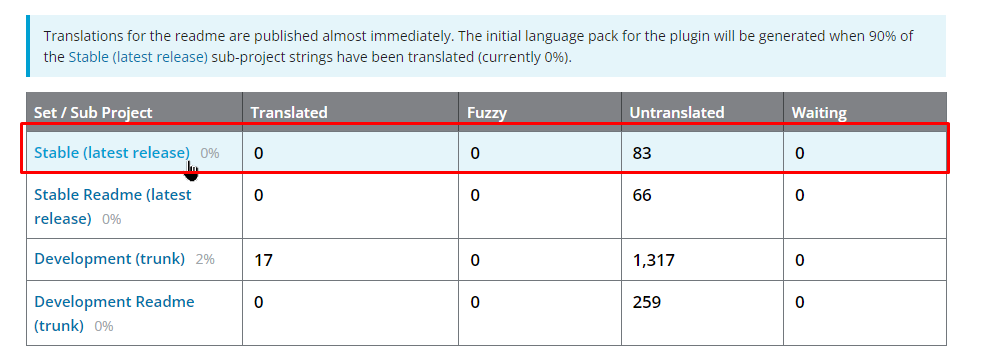 Translations for the readme are published almost immediately. The initial language pack for the plugin will be generated when 90% of
the Stable (latest release) sub-project strings have been translated (currently 0%).
Set / Sub Project Translated Fuzzy Untranslated Waiting
Stable (latest release) 0% 0 0 83 0
Stable Readme (latest 0 0 66 0
release) 0%
Development (trunk) 2% 17 0 1,317 0
Development Readme 0 0 259 0
(trunk) 0%